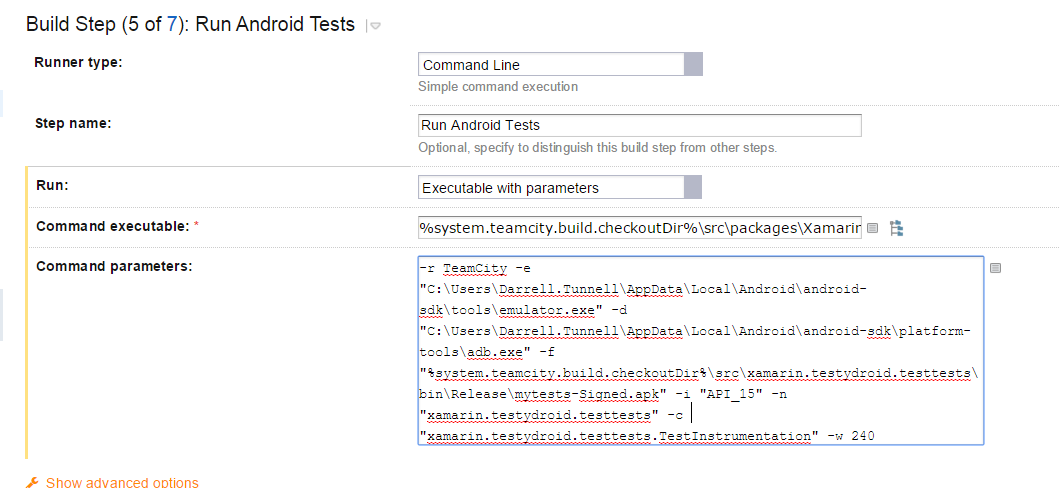 Build Step (5 of 7): Run Android Tests
Runner type:
Command Line
Simple command execution
Step name:
Run Android Tests
Optional, specify to distinguish this build step from other steps.
Run:
Executable with parameters
Command executable: *
%system.teamcity.build.checkoutDir%\src\packages\Xamarin
Command parameters:
-r TeamCity -e
"C:\Users\Darrell.Tunnell\AppData\Local\Android\android-
sdk\tools\emulator.exe" -d
"C:\Users\Darrell.Tunnell\AppData\Local\Android\android-sdk\platform-
tools\adb.exe" -f
"%system.teamcity.build.checkoutDir%\src\xamarin.testydroid.testtests\
bin\Release\mytests-Signed.apk" -i "API_15" -n
"xamarin.testydroid.testtests" -c
"xamarin.testydroid.testtests.TestInstrumentation" -w 240
Show advanced options